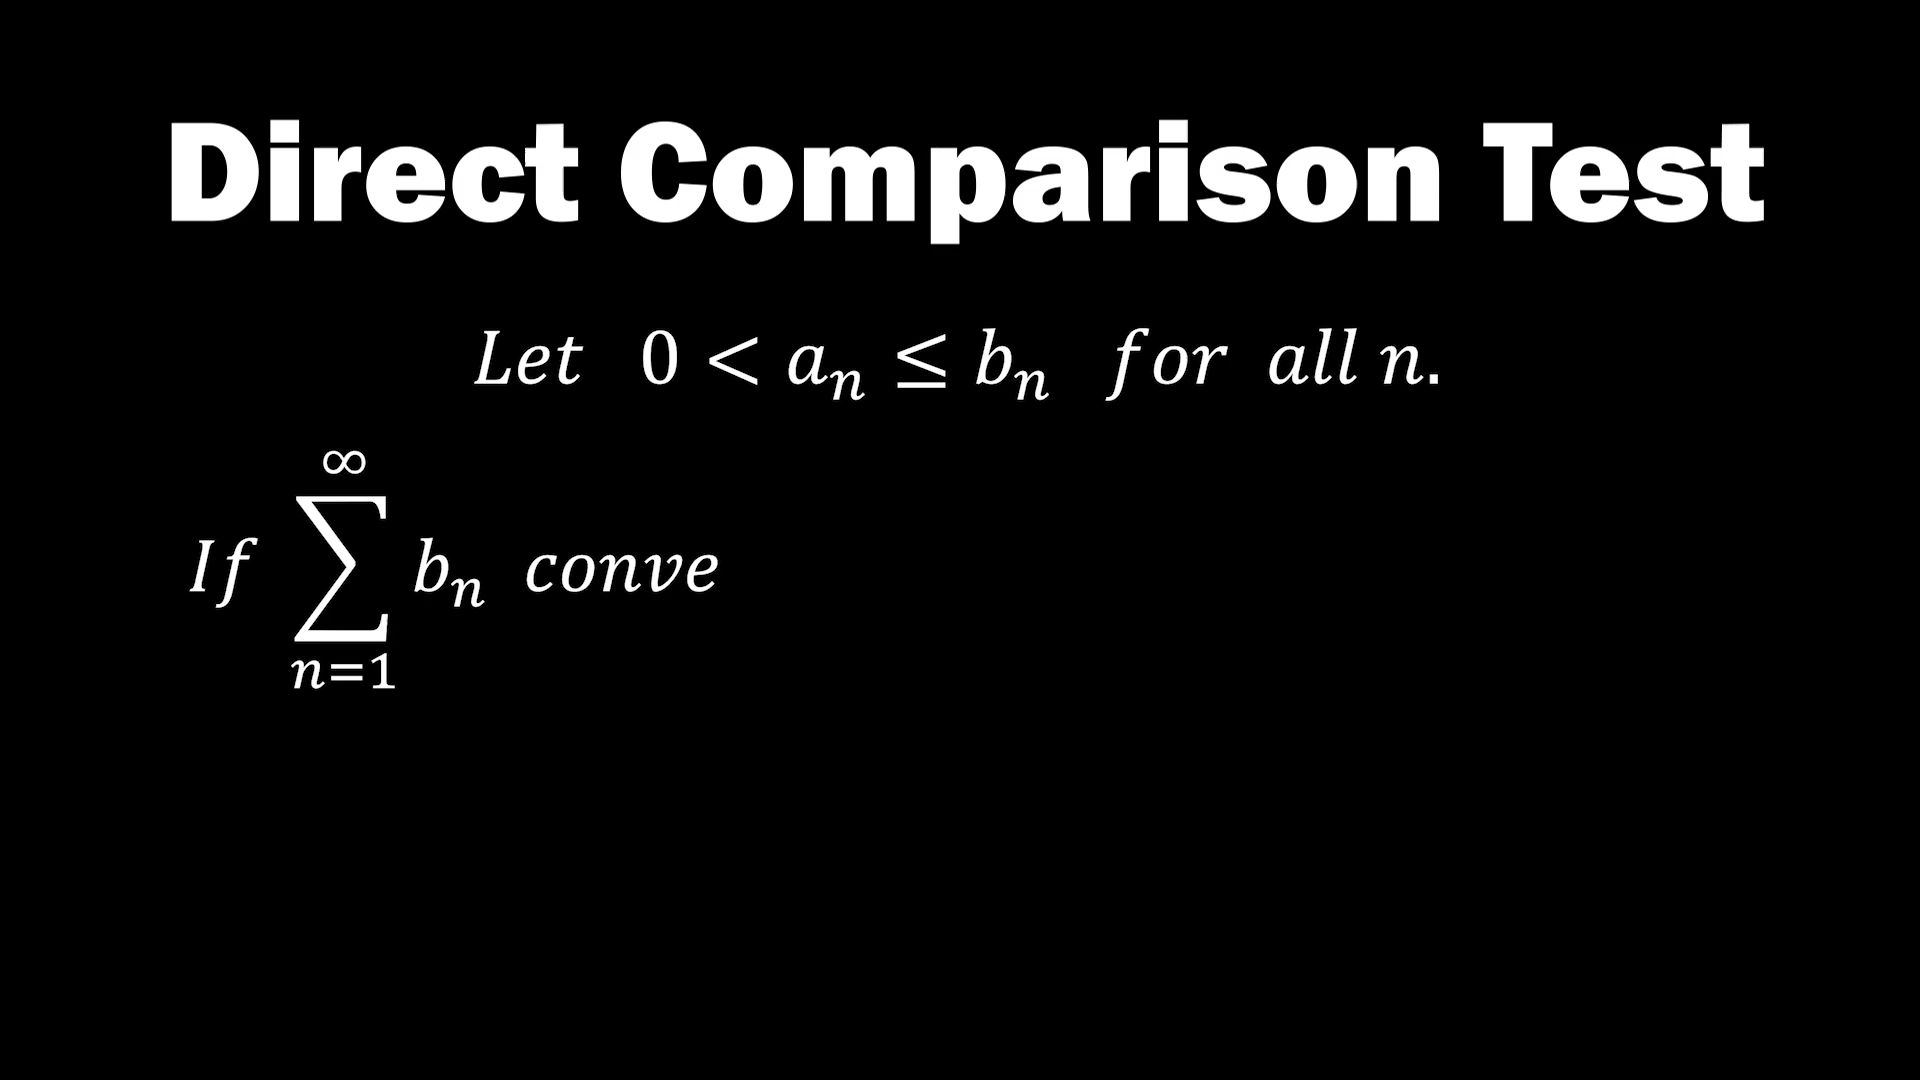 Direct Comparison Test
Let 0 < aₙ ≤ bₙ for all n.
If ∑_{n=1}^{∞} bₙ conve